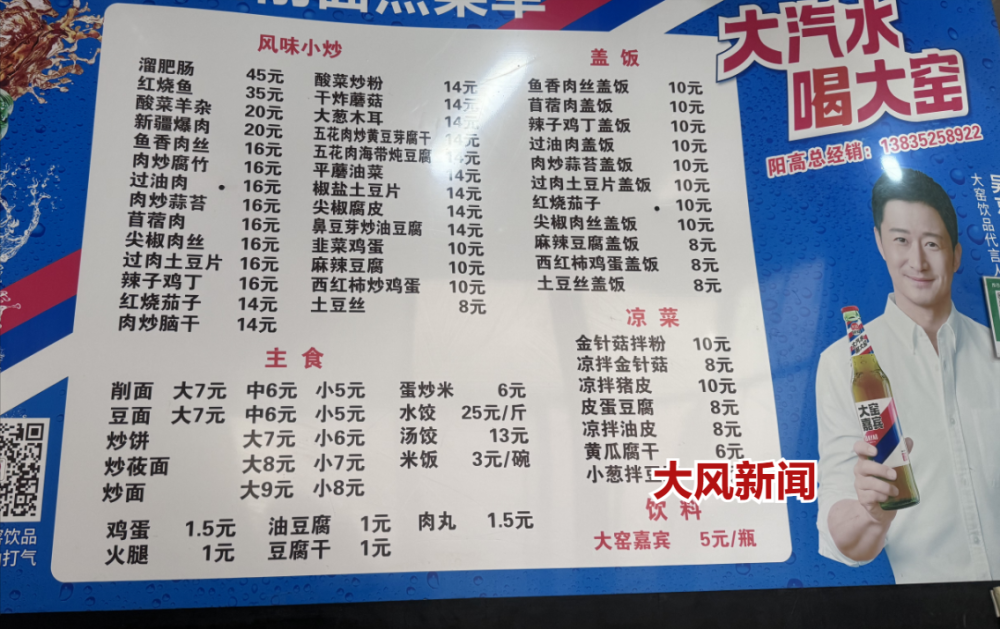 削面点菜单
大汽水
喝大窑
阳高总经销：13835258922
大窑饮品代言人
风味小炒
溜肥肠 45元
红烧鱼 35元
酸菜羊杂 20元
新疆爆肉 20元
鱼香肉丝 16元
肉炒腐竹 16元
过油肉 16元
肉炒蒜苔 16元
苜蓿肉 16元
尖椒肉丝 16元
过肉土豆片 16元
辣子鸡丁 16元
红烧茄子 14元
肉炒脑干 14元
酸菜炒粉 14元
干炸蘑菇 14元
大葱木耳 14元
五花肉炒黄豆芽腐干 14元
五花肉海带炖豆腐 14元
平蘑油菜 14元
椒盐土豆片 14元
尖椒腐皮 14元
鼻豆芽炒油豆腐 14元
韭菜鸡蛋 10元
麻辣豆腐 10元
西红柿炒鸡蛋 10元
土豆丝 8元
盖饭
鱼香肉丝盖饭 10元
苜蓿肉盖饭 10元
辣子鸡丁盖饭 10元
过油肉盖饭 10元
肉炒蒜苔盖饭 10元
过肉土豆片盖饭 10元
红烧茄子 10元
尖椒肉丝盖饭 10元
麻辣豆腐盖饭 8元
西红柿鸡蛋盖饭 8元
土豆丝盖饭 8元
主食
削面 大7元 中6元 小5元
豆面 大7元 中6元 小5元
炒饼 大7元 小6元
炒莜面 大8元 小7元
炒面 大9元 小8元
蛋炒米 6元
水饺 25元/斤
汤饺 13元
米饭 3元/碗
鸡蛋 1.5元 油豆腐 1元 肉丸 1.5元
火腿 1元 豆腐干 1元
凉菜
金针菇拌粉 10元
凉拌金针菇 8元
凉拌猪皮 10元
皮蛋豆腐 8元
凉拌油皮 8元
黄瓜腐干 6元
小葱拌豆
饮料
大窑嘉宾 5元/瓶
大风新闻
大窑
嘉宾
窑饮品
打气